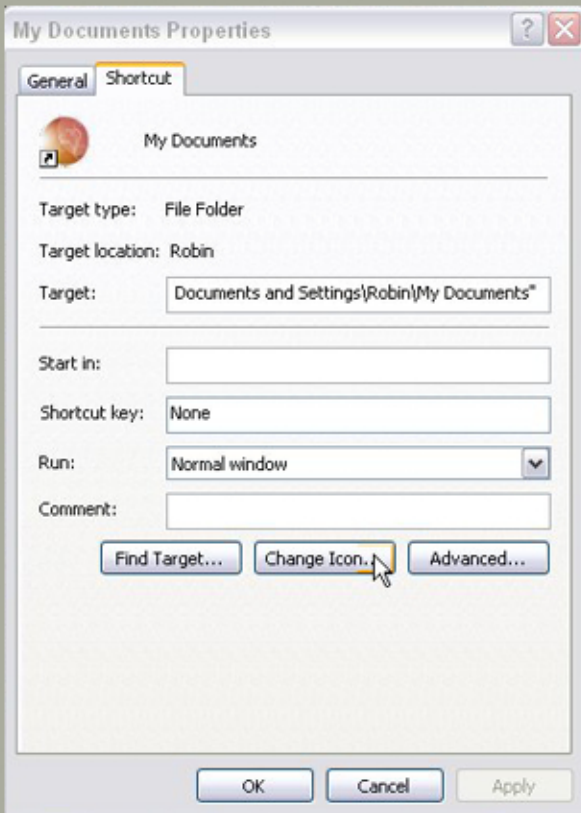 My Documents Properties
General Shortcut
My Documents
Target type: File Folder
Target location: Robin
Target: Documents and Settings\Robin\My Documents"
Start in:
Shortcut key: None
Run: Normal window
Comment:
Find Target... Change Icon... Advanced...
OK Cancel Apply